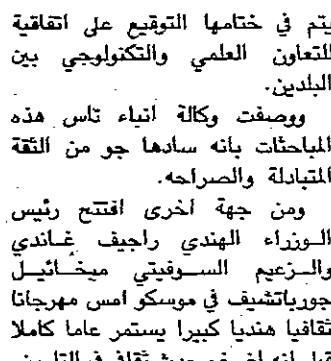 يتم في ختامها التوقيع على اتفاقية
للتعاون العلمي والتكنولوجي بين
البلدين.
ووصفت وكالة انباء تاس هذه
المباحثات بانه سادها جو من الثقة
المتبادلة والصراحه.
ومن جهة اخرى افتتح رئيس
الوزراء الهندي راجيف غاندي
والزعيم السوفيتي ميخائيل
جورباتشيف في موسكو امس مهرجانا
ثقافيا هنديا كبيرا يستمر عاما كاملا